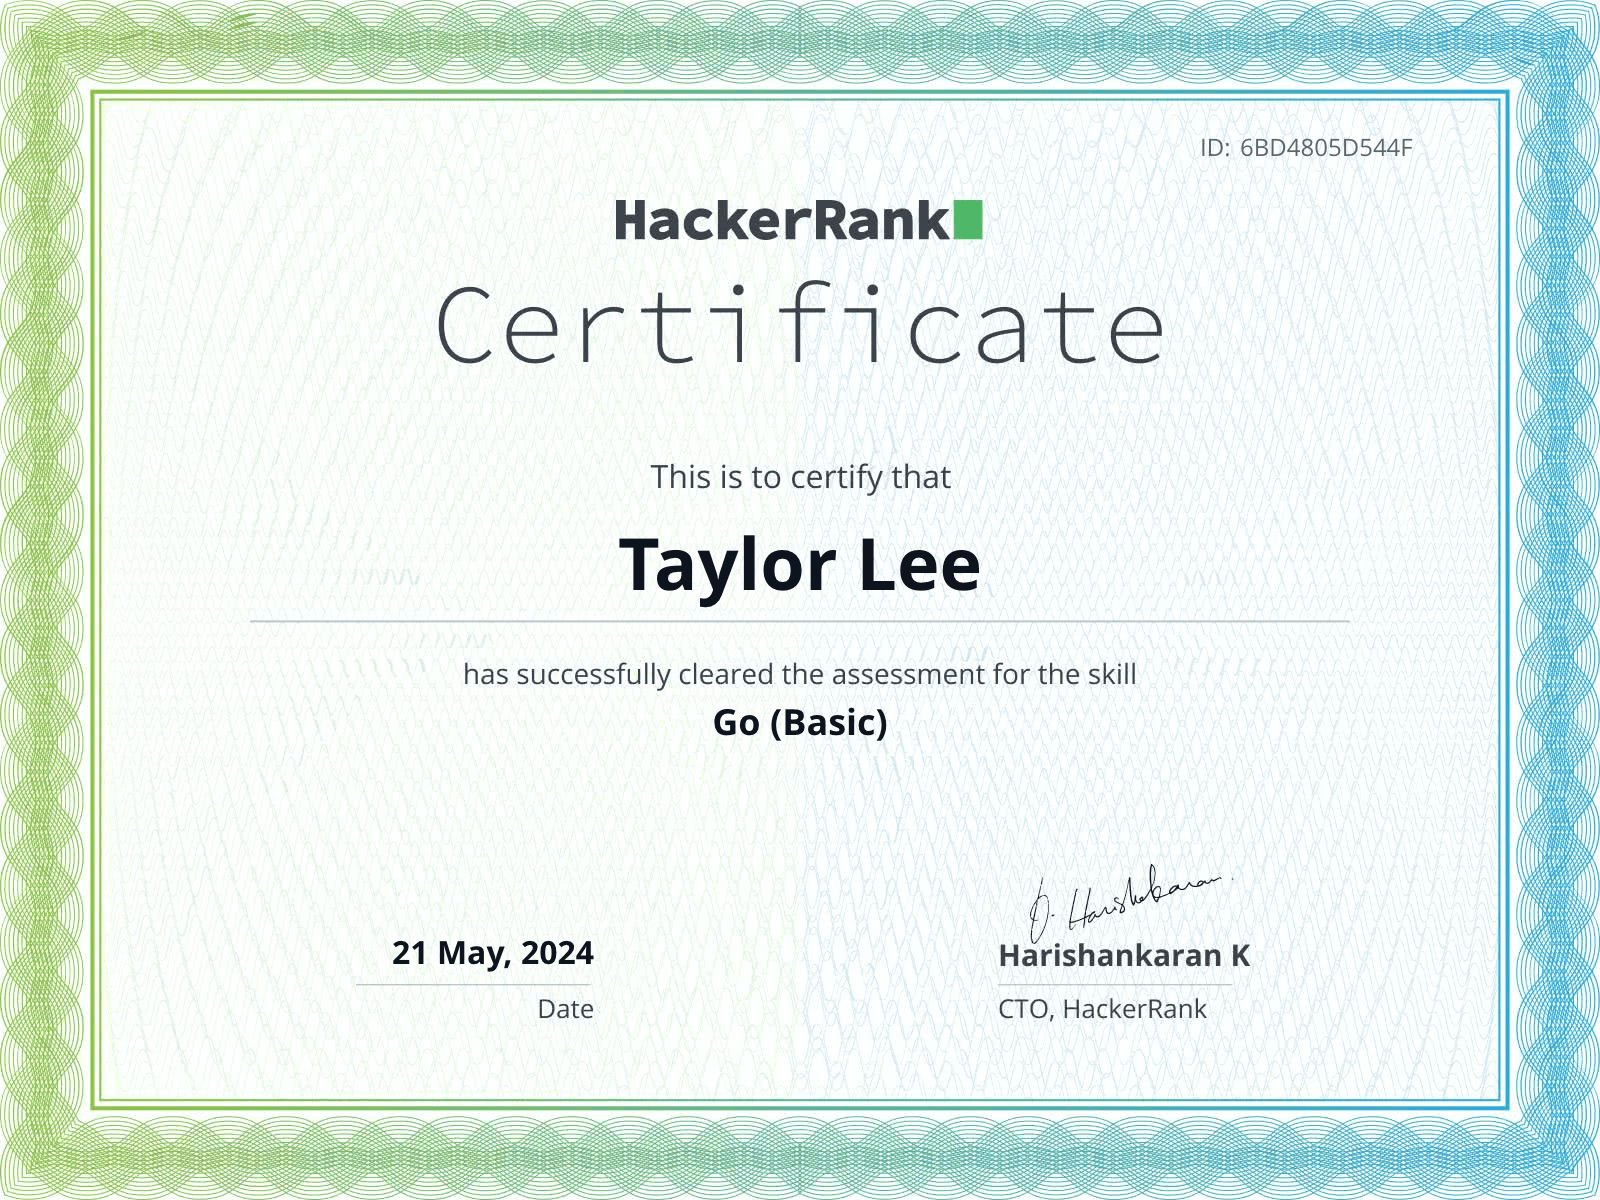 ID: 6BD4805D544F
HackerRank
Certificate
This is to certify that
Taylor Lee
has successfully cleared the assessment for the skill
Go (Basic)
21 May, 2024
Date
Harishankaran K
CTO, HackerRank